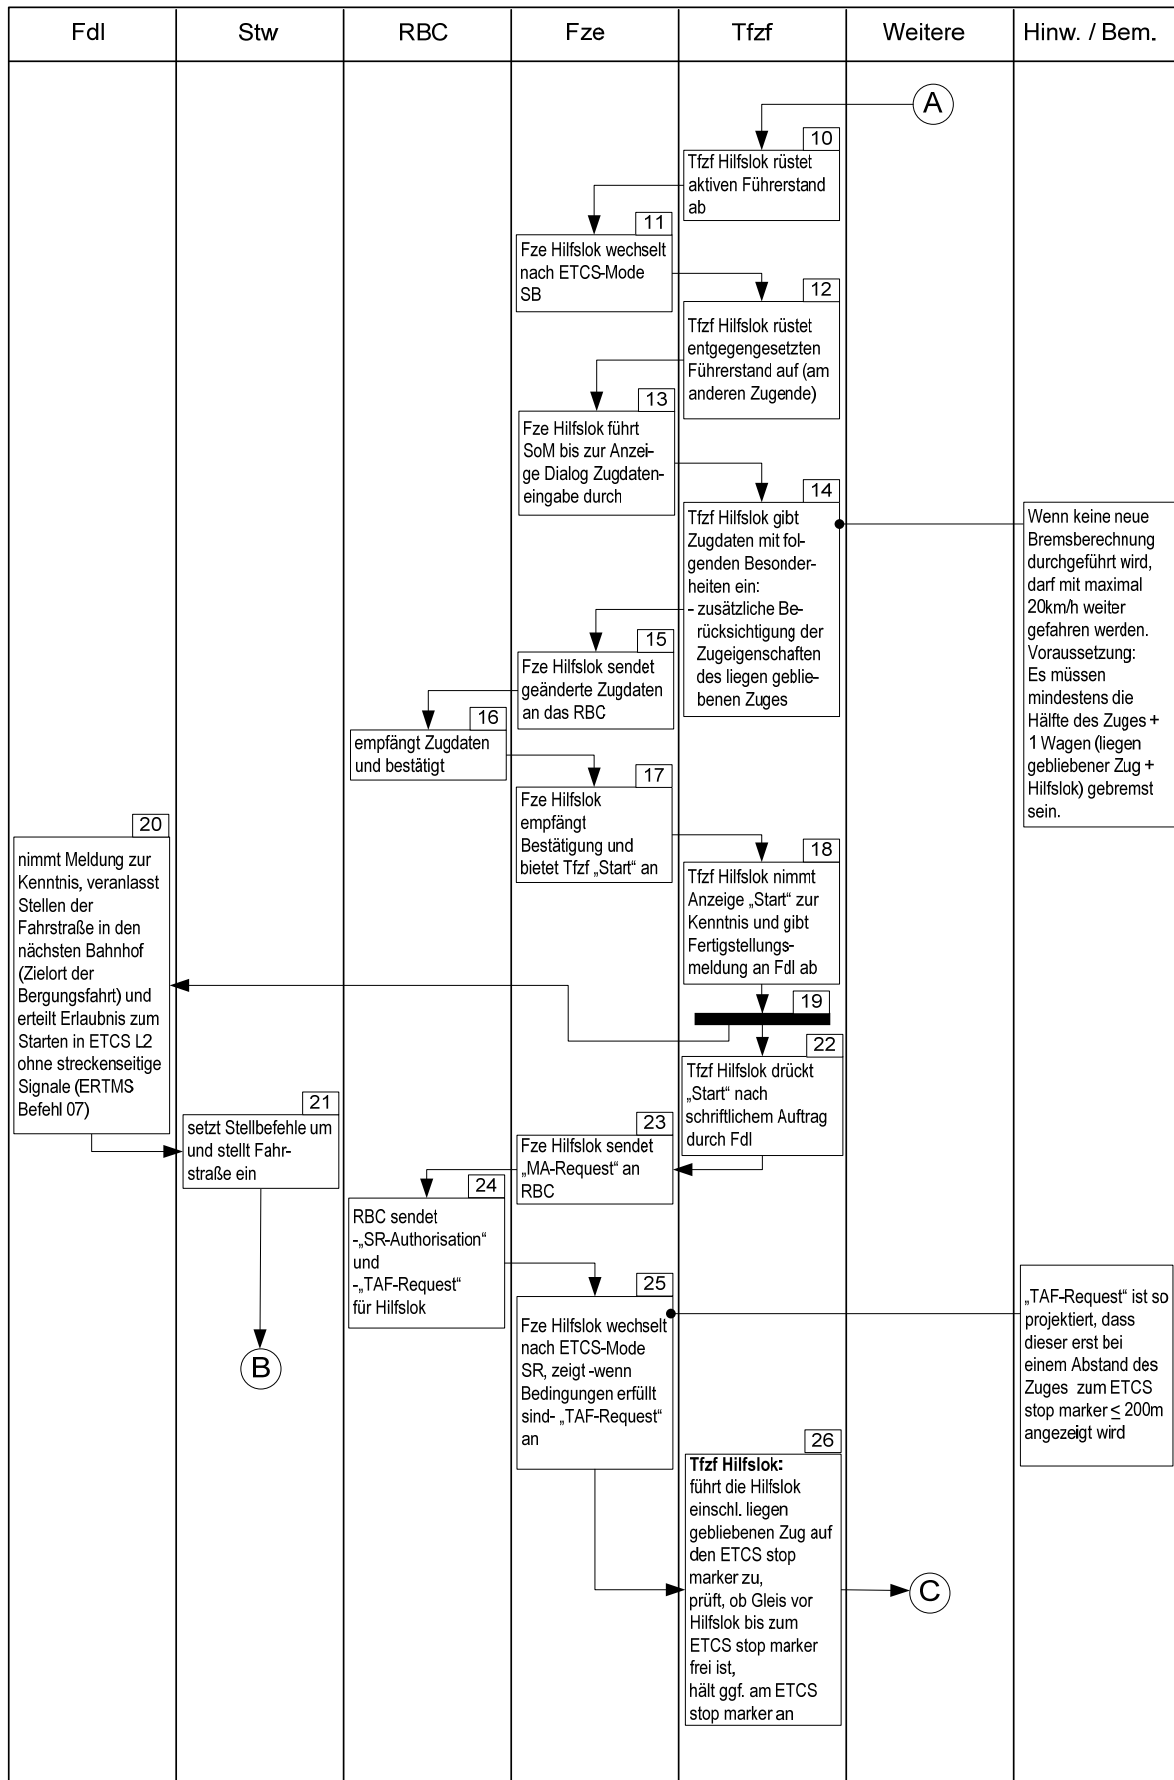 Fdl
Stw
RBC
Fze
Tfzf
Weitere
Hinw. / Bem.
A
10
Tfzf Hilfslok rüstet
aktiven Führerstand
ab
11
Fze Hilfslok wechselt
nach ETCS-Mode
SB
12
Tfzf Hilfslok rüstet
entgegengesetzten
Führerstand auf (am
anderen Zugende)
13
Fze Hilfslok führt
SoM bis zur Anzei-
ge Dialog Zugdaten-
eingabe durch
14
Tfzf Hilfslok gibt
Zugdaten mit fol-
genden Besonder-
heiten ein:
- zusätzliche Be-
rücksichtigung der
Zugeigenschaften
des liegen geblie-
benen Zuges
Wenn keine neue
Bremsberechnung
durchgeführt wird,
darf mit maximal
20km/h weiter
gefahren werden.
Voraussetzung:
Es müssen
mindestens die
Hälfte des Zuges +
1 Wagen (liegen
gebliebener Zug +
Hilfslok) gebremst
sein.
15
Fze Hilfslok sendet
geänderte Zugdaten
an das RBC
16
empfängt Zugdaten
und bestätigt
17
Fze Hilfslok
empfängt
Bestätigung und
bietet Tfzf „Start“ an
18
Tfzf Hilfslok nimmt
Anzeige „Start“ zur
Kenntnis und gibt
Fertigstellungs-
meldung an Fdl ab
19
20
nimmt Meldung zur
Kenntnis, veranlasst
Stellen der
Fahrstraße in den
nächsten Bahnhof
(Zielort der
Bergungsfahrt) und
erteilt Erlaubnis zum
Starten in ETCS L2
ohne streckenseitige
Signale (ERTMS
Befehl 07)
21
setzt Stellbefehle um
und stellt Fahr-
straße ein
22
Tfzf Hilfslok drückt
„Start“ nach
schriftlichem Auftrag
durch Fdl
23
Fze Hilfslok sendet
„MA-Request“ an
RBC
24
RBC sendet
-„SR-Authorisation“
und
-„TAF-Request“
für Hilfslok
25
Fze Hilfslok wechselt
nach ETCS-Mode
SR, zeigt -wenn
Bedingungen erfüllt
sind- „TAF-Request“
an
„TAF-Request“ ist so
projektiert, dass
dieser erst bei
einem Abstand des
Zuges zum ETCS
stop marker ≤ 200m
angezeigt wird
B
26
Tfzf Hilfslok:
führt die Hilfslok
einschl. liegen
gebliebenen Zug auf
den ETCS stop
marker zu,
prüft, ob Gleis vor
Hilfslok bis zum
ETCS stop marker
frei ist,
hält ggf. am ETCS
stop marker an
C